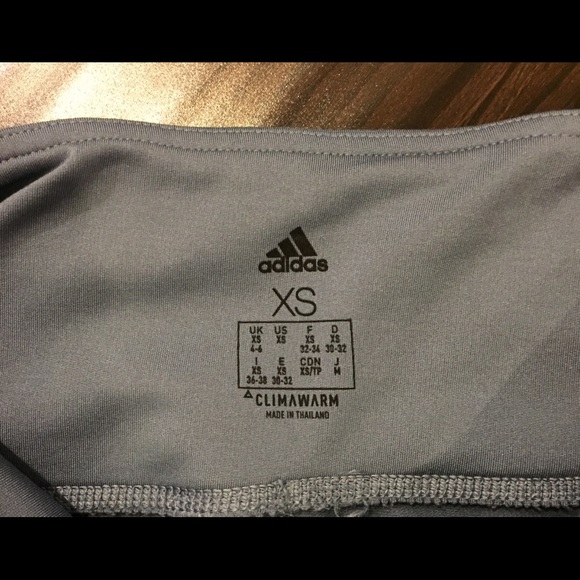 adidas
XS
UK US F D
XS XS XS XS
4-6 32-34 30-32
I E CDN J
XS XS XS/TP M
36-38 30-32
CLIMAWARM
MADE IN THAILAND